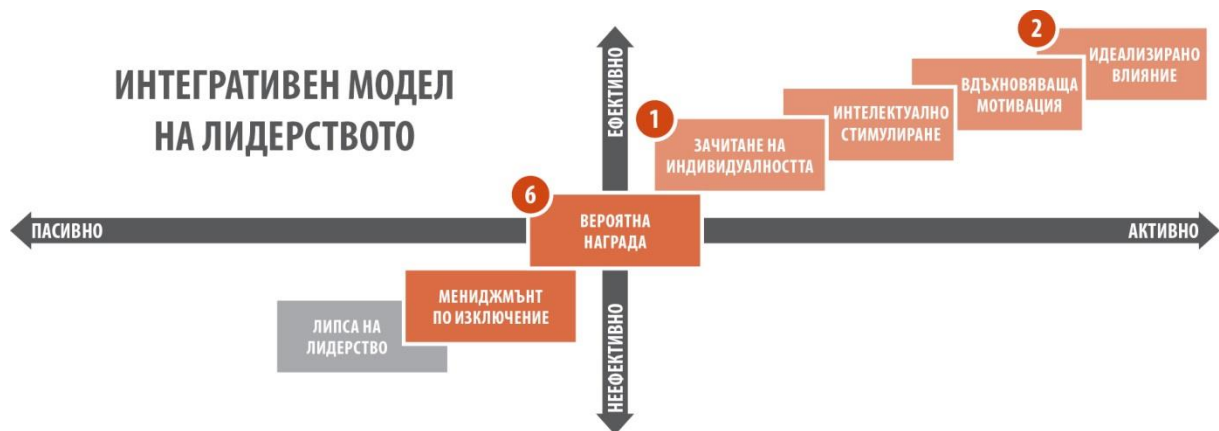 ИНТЕГРАТИВЕН МОДЕЛ
НА ЛИДЕРСТВОТО
ЕФЕКТИВНО
2
ИДЕАЛИЗИРАНО
ВЛИЯНИЕ
ВДЪХНОВЯВАЩА
МОТИВАЦИЯ
ИНТЕЛЕКТУАЛНО
СТИМУЛИРАНЕ
1
ЗАЧИТАНЕ НА
ИНДИВИДУАЛНОСТТА
6
ВЕРОЯТНА
НАГРАДА
ПАСИВНО
АКТИВНО
МЕНИДЖМЪНТ
ПО ИЗКЛЮЧЕНИЕ
ЛИПСА НА
ЛИДЕРСТВО
НЕЕФЕКТИВНО